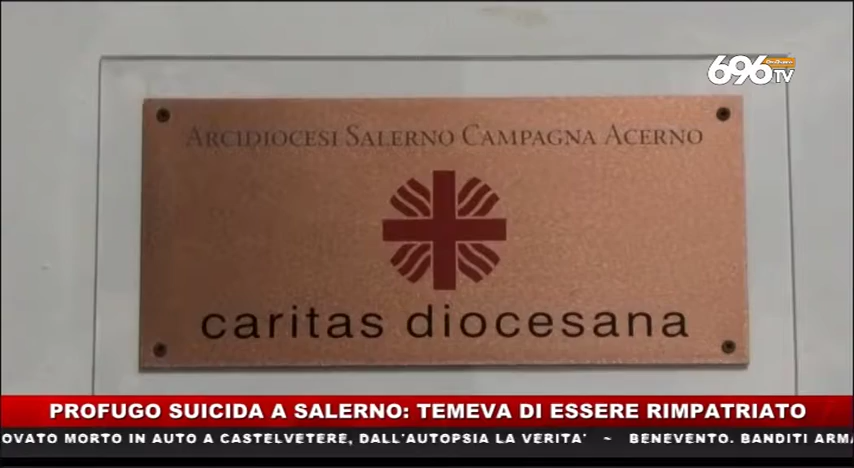 696 TV
ARCIDIOCESI SALERNO CAMPAGNA ACERNO
caritas diocesana
PROFUGO SUICIDA A SALERNO: TEMEVA DI ESSERE RIMPATRIATO
OVATO MORTO IN AUTO A CASTELVETERE, DALL'AUTOPSIA LA VERITA' ~ BENEVENTO. BANDITI ARMA